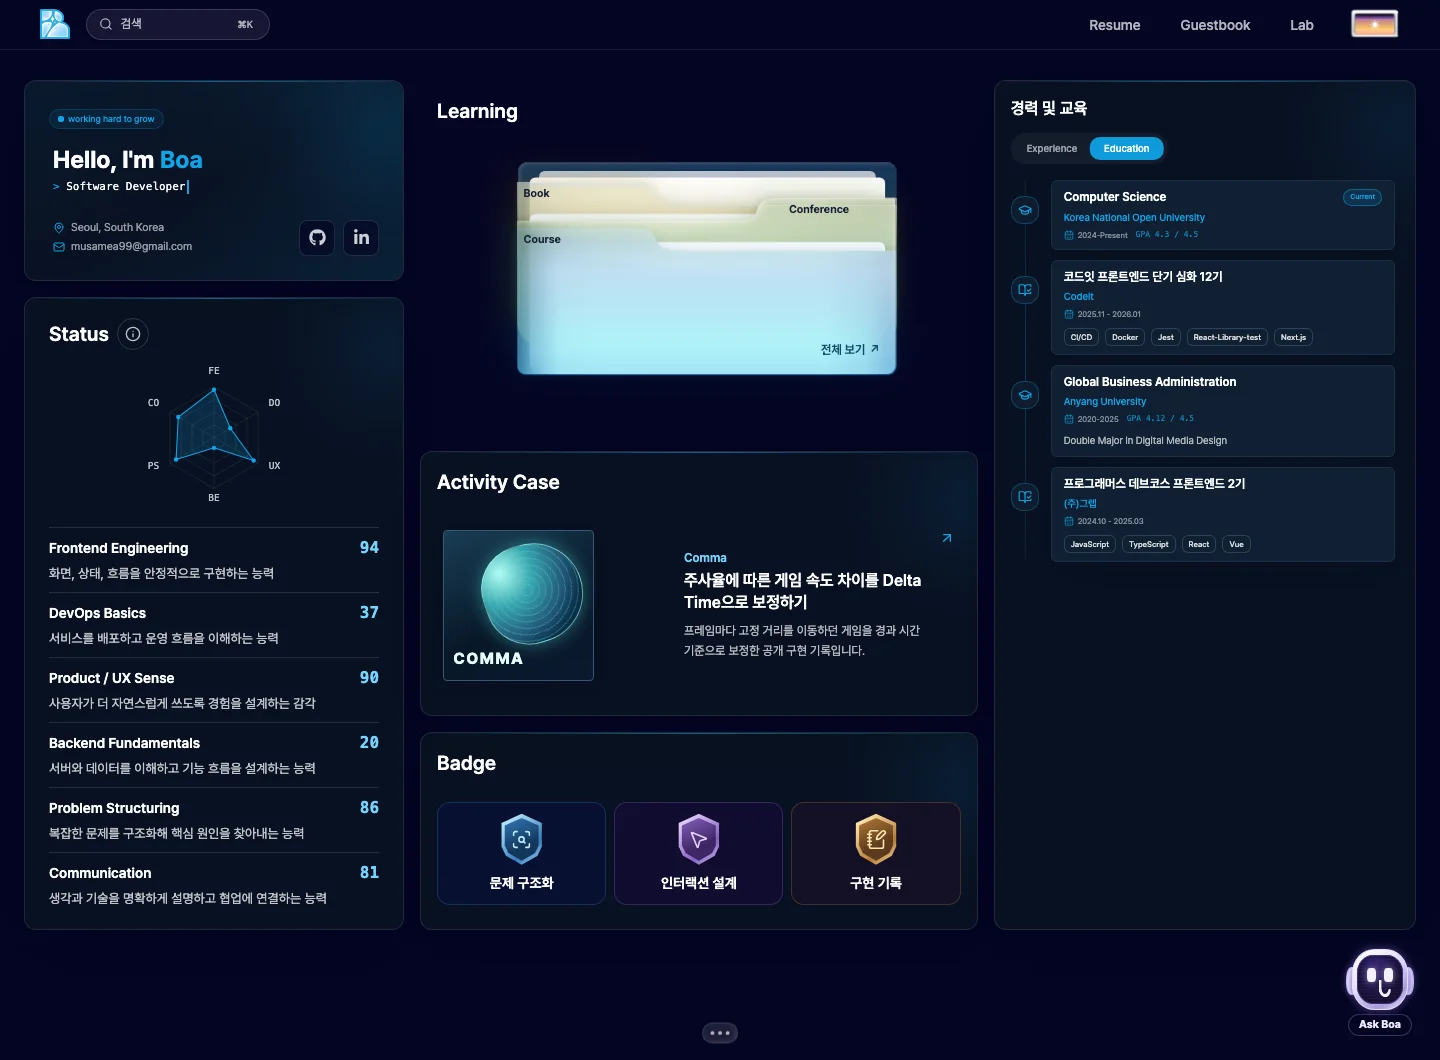 검색 ⌘K
Resume Guestbook Lab
working hard to grow
Hello, I'm Boa
> Software Developer
Seoul, South Korea
musamea99@gmail.com
in
Status
FE
CO DO
PS UX
BE
Frontend Engineering 94
화면, 상태, 흐름을 안정적으로 구현하는 능력
DevOps Basics 37
서비스를 배포하고 운영 흐름을 이해하는 능력
Product / UX Sense 90
사용자가 더 자연스럽게 쓰도록 경험을 설계하는 감각
Backend Fundamentals 20
서버와 데이터를 이해하고 기능 흐름을 설계하는 능력
Problem Structuring 86
복잡한 문제를 구조화해 핵심 원인을 찾아내는 능력
Communication 81
생각과 기술을 명확하게 설명하고 협업에 연결하는 능력
Learning
Book
Conference
Course
전체 보기
Activity Case
COMMA
Comma
주사율에 따른 게임 속도 차이를 Delta
Time으로 보정하기
프레임마다 고정 거리를 이동하던 게임을 경과 시간
기준으로 보정한 공개 구현 기록입니다.
Badge
문제 구조화
인터랙션 설계
구현 기록
경력 및 교육
Experience Education
Computer Science Current
Korea National Open University
2024-Present GPA 4.3 / 4.5
코드잇 프론트엔드 단기 심화 12기
Codeit
2025.11 - 2026.01
CI/CD Docker Jest React-Library-test Next.js
Global Business Administration
Anyang University
2020-2025 GPA 4.12 / 4.5
Double Major in Digital Media Design
프로그래머스 데브코스 프론트엔드 2기
(주)그렙
2024.10 - 2025.03
JavaScript TypeScript React Vue
Ask Boa